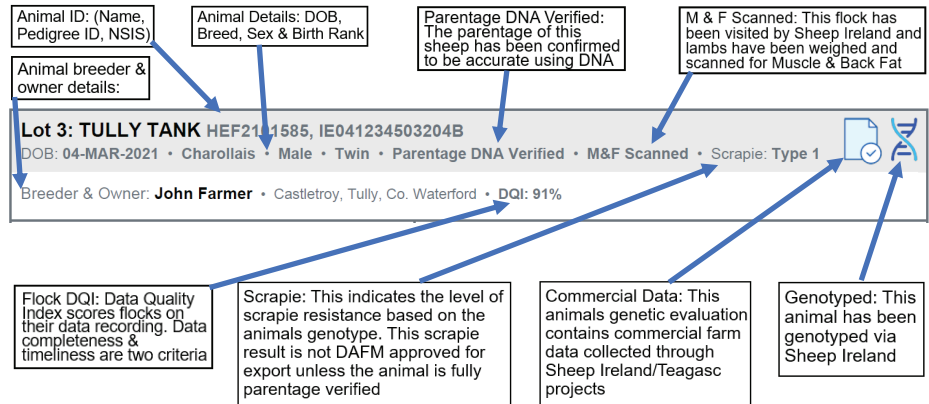 Animal ID: (Name,
Pedigree ID, NSIS)
Animal Details: DOB,
Breed, Sex & Birth Rank
Parentage DNA Verified:
The parentage of this
sheep has been confirmed
to be accurate using DNA
M & F Scanned: This flock has
been visited by Sheep Ireland and
lambs have been weighed and
scanned for Muscle & Back Fat
Animal breeder &
owner details:
Lot 3: TULLY TANK HEF2101585, IE041234503204B
DOB: 04-MAR-2021 • Charollais • Male • Twin • Parentage DNA Verified • M&F Scanned • Scrapie: Type 1
Breeder & Owner: John Farmer • Castletroy, Tully, Co. Waterford • DQI: 91%
Flock DQI: Data Quality
Index scores flocks on
their data recording. Data
completeness &
timeliness are two criteria
Scrapie: This indicates the level of
scrapie resistance based on the
animals genotype. This scrapie
result is not DAFM approved for
export unless the animal is fully
parentage verified
Commercial Data: This
animals genetic evaluation
contains commercial farm
data collected through
Sheep Ireland/Teagasc
projects
Genotyped: This
animal has been
genotyped via
Sheep Ireland